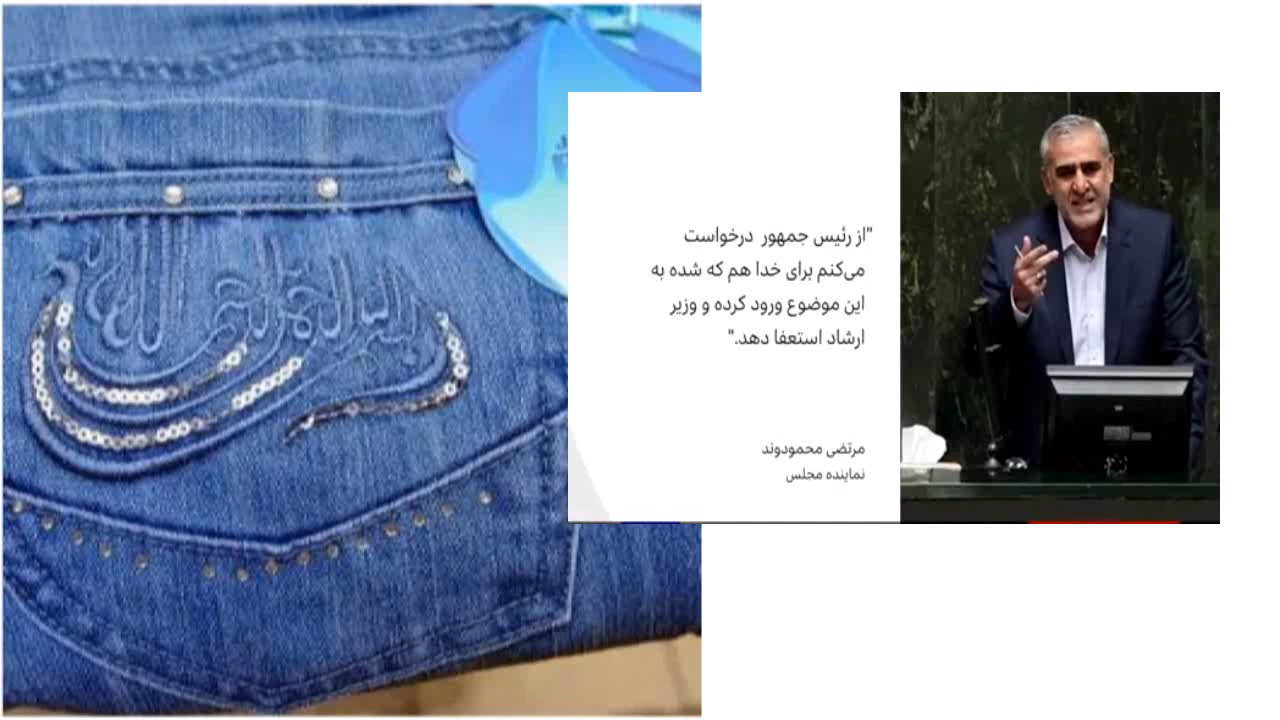 "از رئیس جمهور درخواست
می‌کنم برای خدا هم که شده به
این موضوع ورود کرده و وزیر
ارشاد استعفا دهد."
مرتضی محمودوند
نماینده مجلس